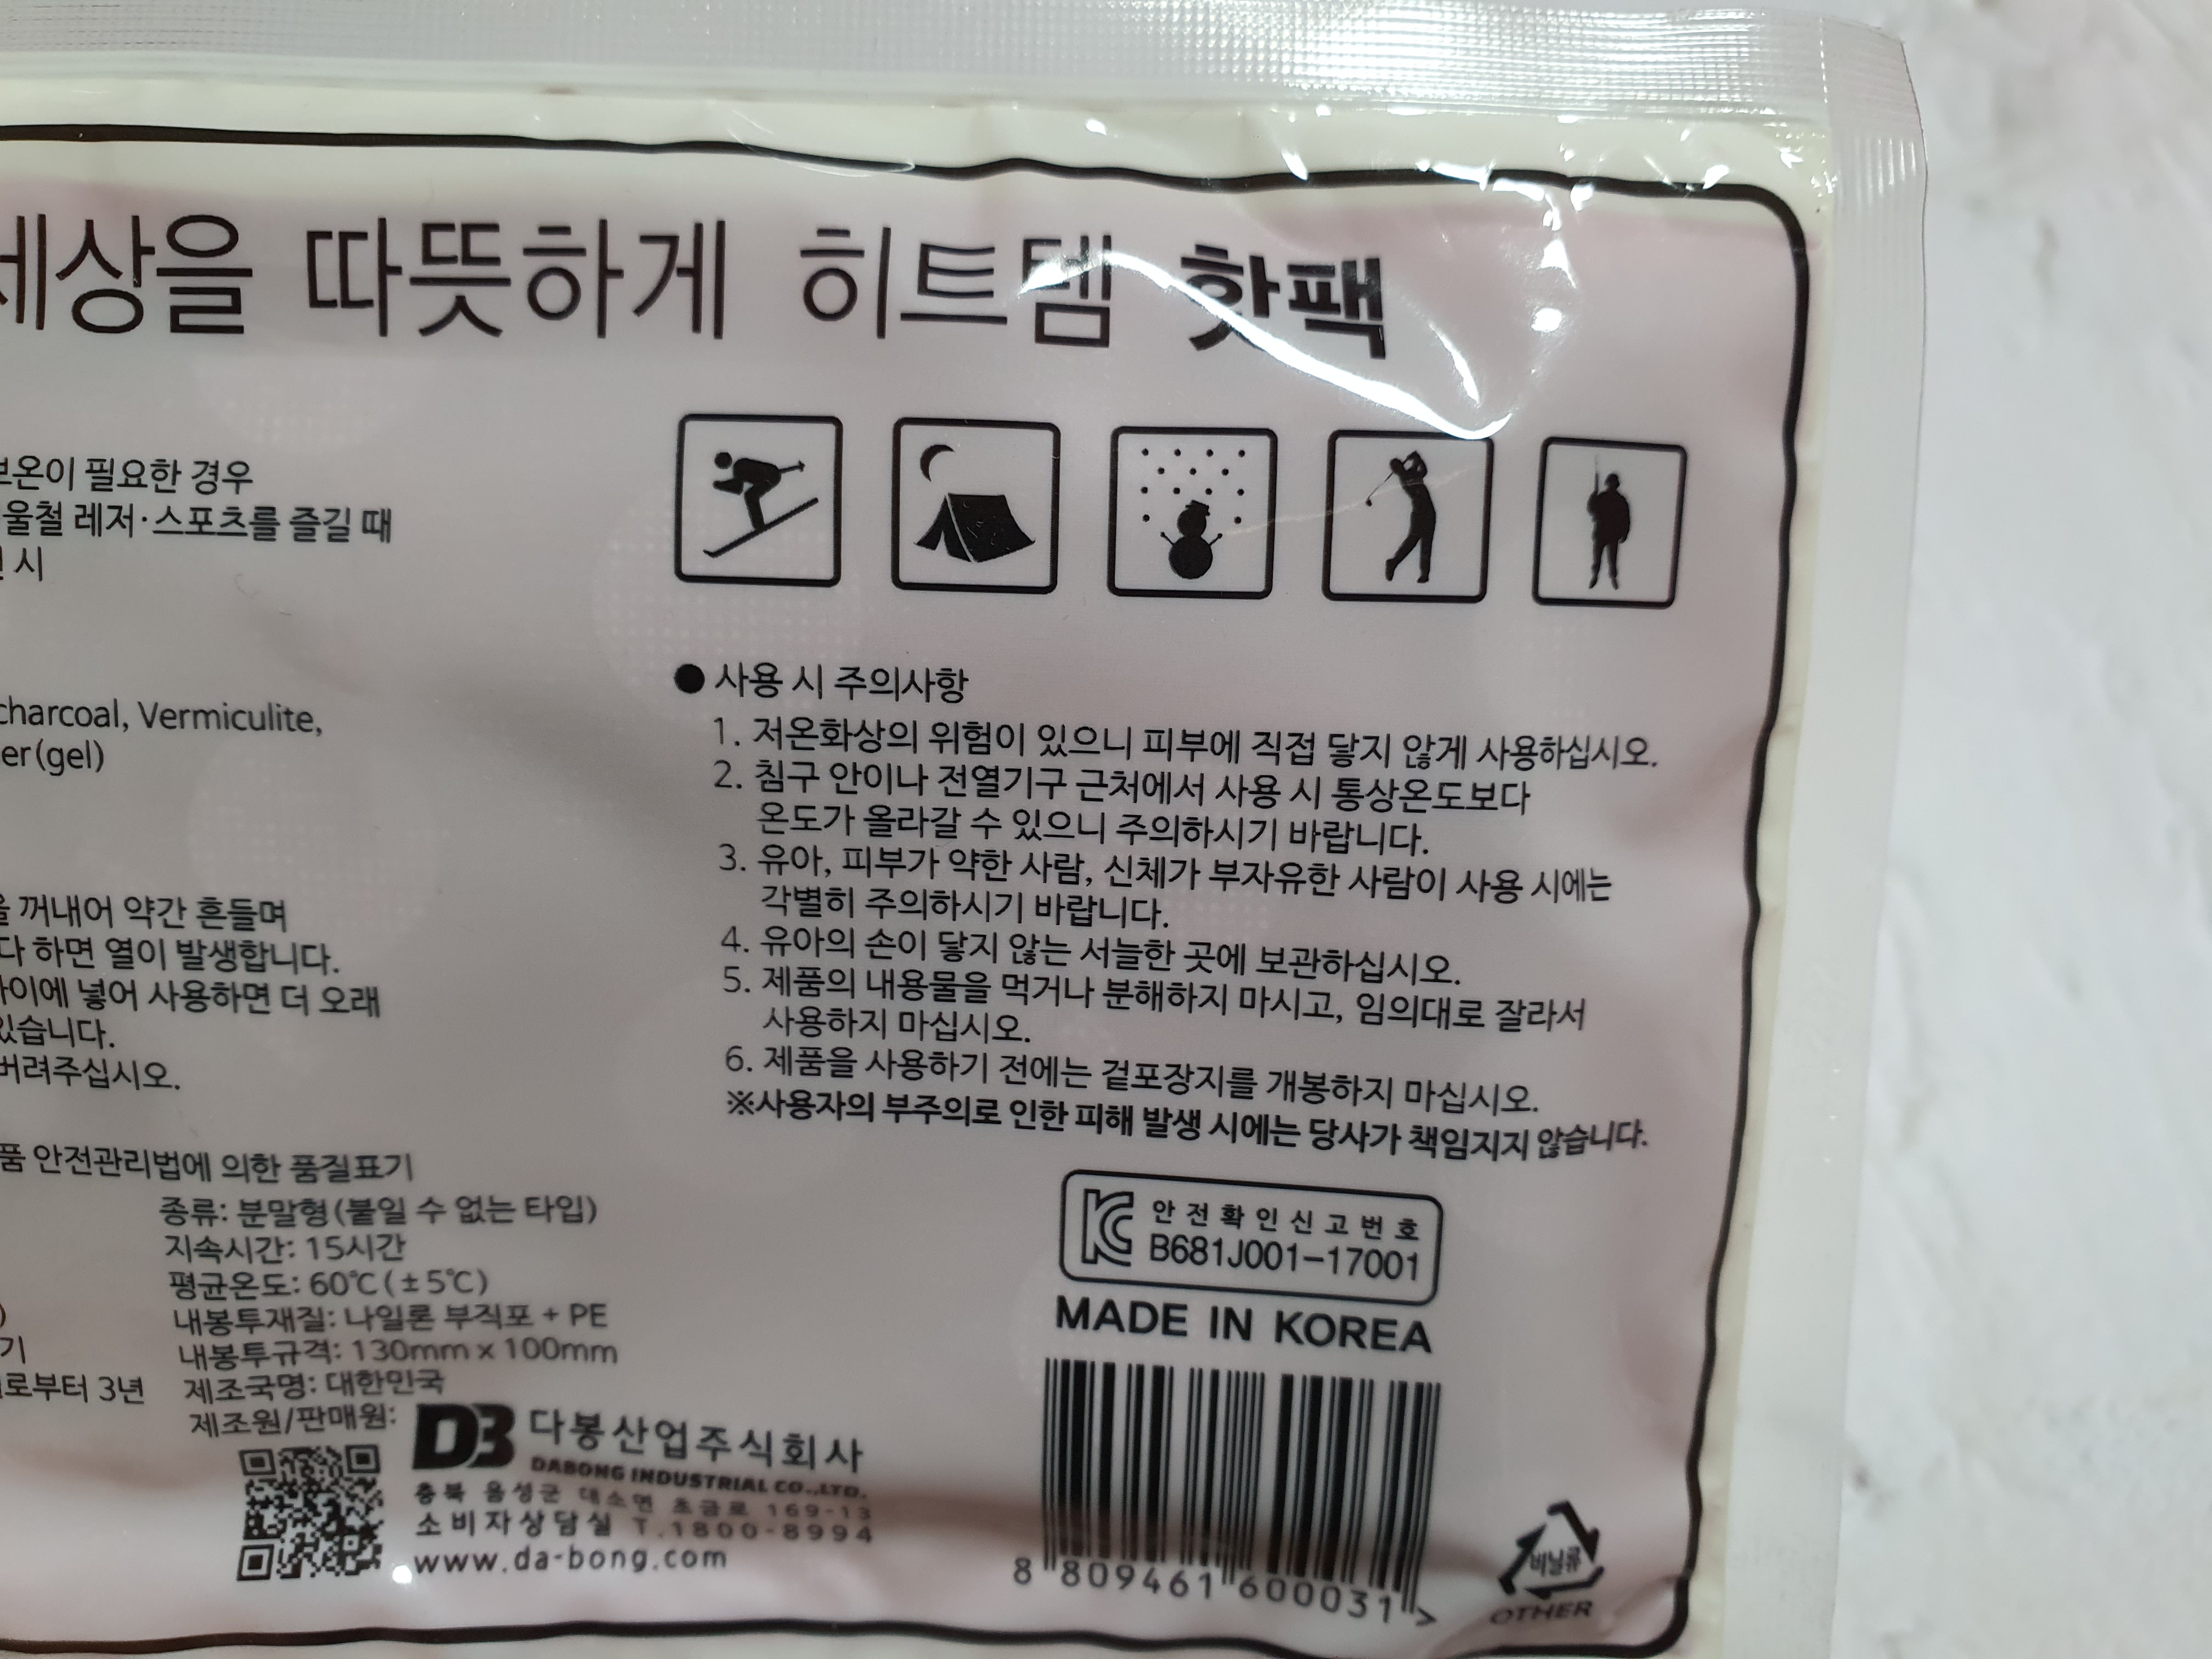 세상을 따뜻하게 히트템 핫팩
보온이 필요한 경우
울철 레저·스포츠를 즐길 때
시
charcoal, Vermiculite,
er(gel)
꺼내어 약간 흔들며
다 하면 열이 발생합니다.
넣어 사용하면 더 오래
있습니다.
버려주십시오.
품 안전관리법에 의한 품질표기
종류: 분말형(붙일 수 없는 타입)
지속시간: 15시간
평균온도: 60℃(±5℃)
) 내봉투재질: 나일론 부직포 + PE
기 내봉투규격: 130mm x 100mm
로부터 3년 제조국명: 대한민국
제조원/판매원:
DB 다봉산업주식회사
DABONG INDUSTRIAL CO.,LTD.
충북 음성군 대소면 초금로 169-13
소비자상담실 T.1800-8994
www.da-bong.com
● 사용 시 주의사항
1. 저온화상의 위험이 있으니 피부에 직접 닿지 않게 사용하십시오.
2. 침구 안이나 전열기구 근처에서 사용 시 통상온도보다
온도가 올라갈 수 있으니 주의하시기 바랍니다.
3. 유아, 피부가 약한 사람, 신체가 부자유한 사람이 사용 시에는
각별히 주의하시기 바랍니다.
4. 유아의 손이 닿지 않는 서늘한 곳에 보관하십시오.
5. 제품의 내용물을 먹거나 분해하지 마시고, 임의대로 잘라서
사용하지 마십시오.
6. 제품을 사용하기 전에는 겉포장지를 개봉하지 마십시오.
※사용자의 부주의로 인한 피해 발생 시에는 당사가 책임지지 않습니다.
안전확인신고번호
B681J001-17001
MADE IN KOREA
8 809461 600031 >
비닐류
OTHER